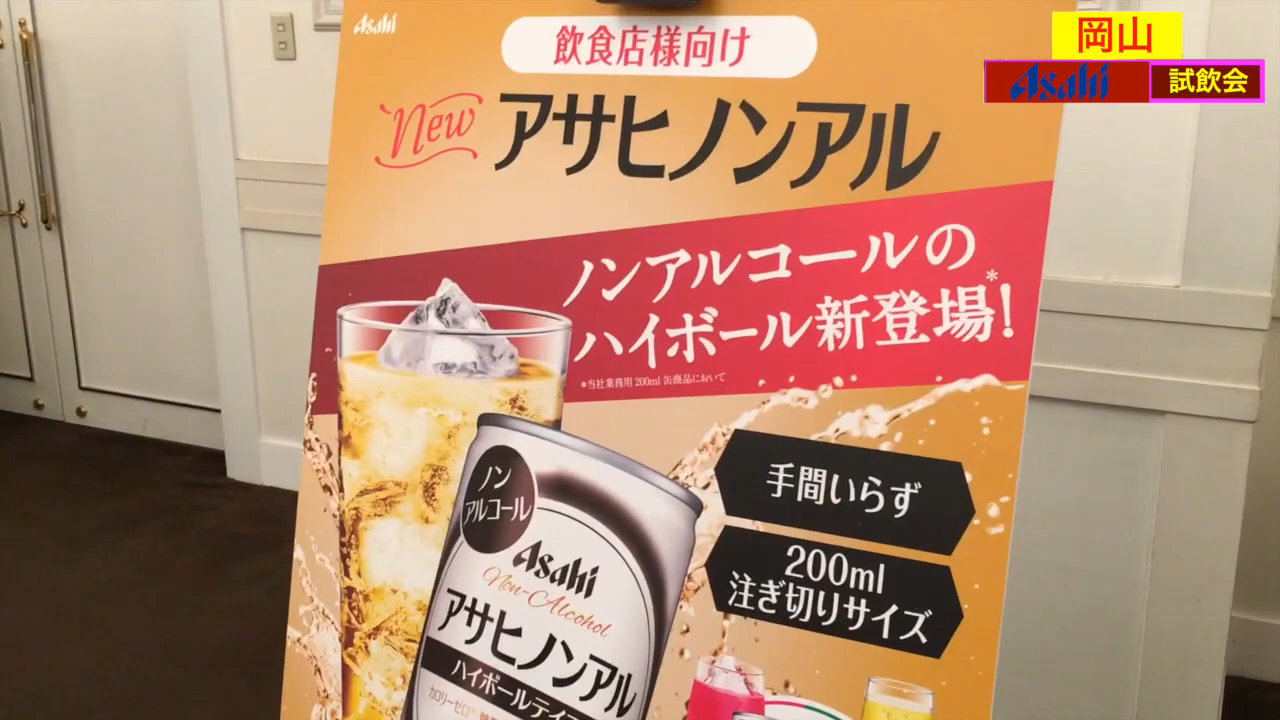 岡山
Asahi 試飲会
Asahi
飲食店様向け
New アサヒノンアル
ノンアルコールの
ハイボール新登場*!
*当社業務用200ml缶商品において
手間いらず
200ml
注ぎ切りサイズ
ノン
アルコール
Asahi
Non-Alcohol
アサヒノンアル
ハイボールテイス
カロリーゼロ*